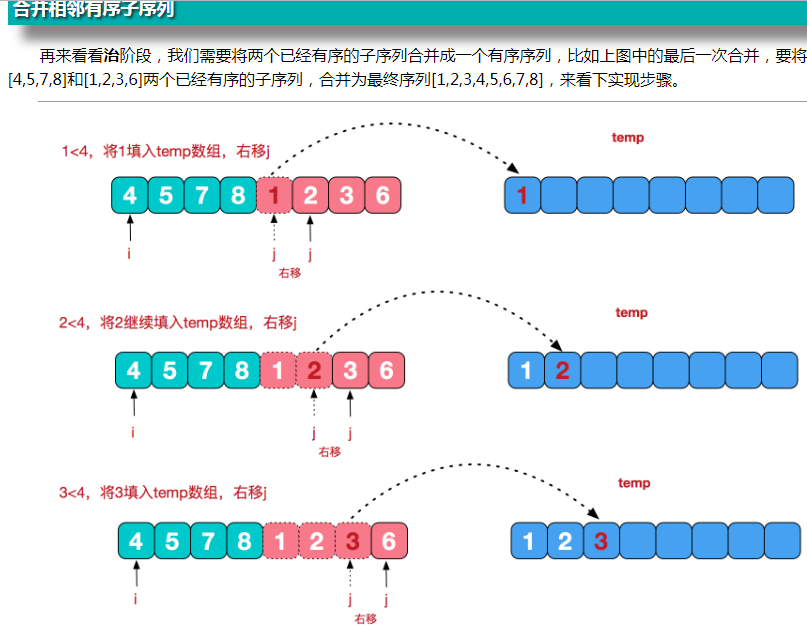 合并相邻有序子序列
再来看看治阶段，我们需要将两个已经有序的子序列合并成一个有序序列，比如上图中的最后一次合并，要将
[4,5,7,8]和[1,2,3,6]两个已经有序的子序列，合并为最终序列[1,2,3,4,5,6,7,8]，来看下实现步骤。
temp
1<4，将1填入temp数组，右移j
4 5 7 8 1 2 3 6
1
i
j
j
右移
temp
2<4，将2继续填入temp数组，右移j
4 5 7 8 1 2 3 6
1 2
i
j
j
右移
temp
3<4，将3填入temp数组，右移j
4 5 7 8 1 2 3 6
1 2 3
i
j
j
右移